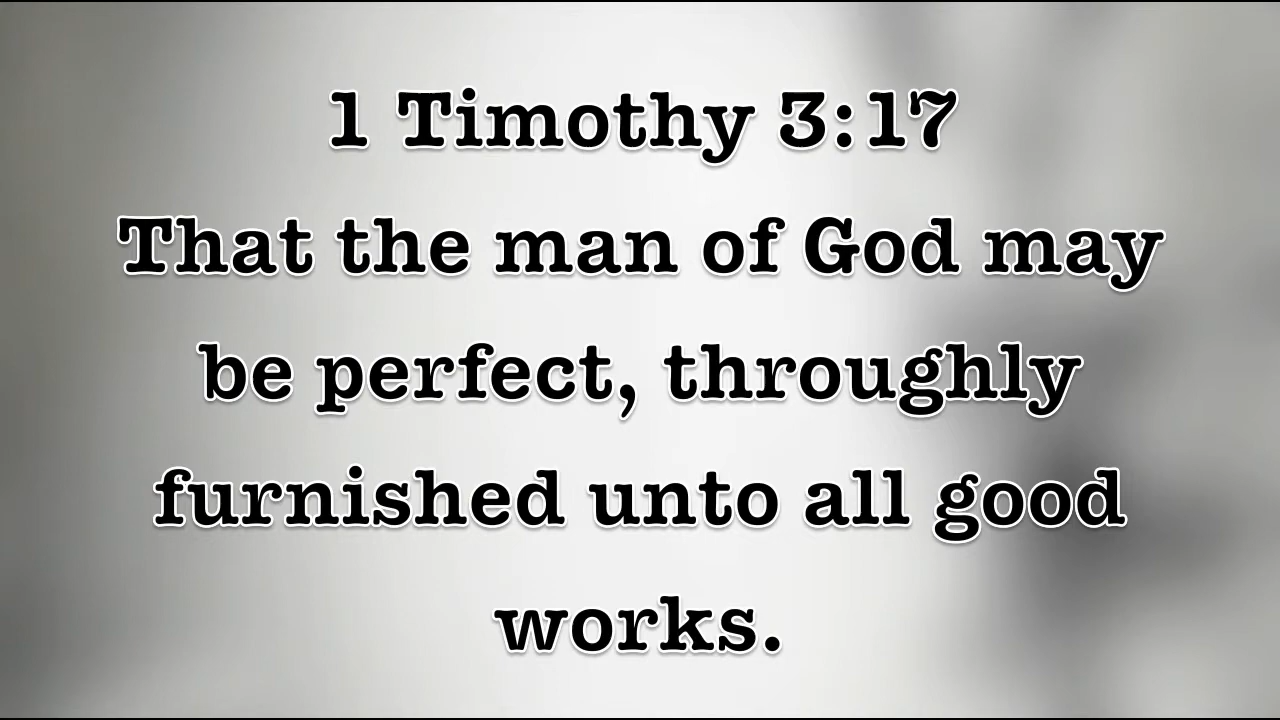 1 Timothy 3:17
That the man of God may
be perfect, throughly
furnished unto all good
works.